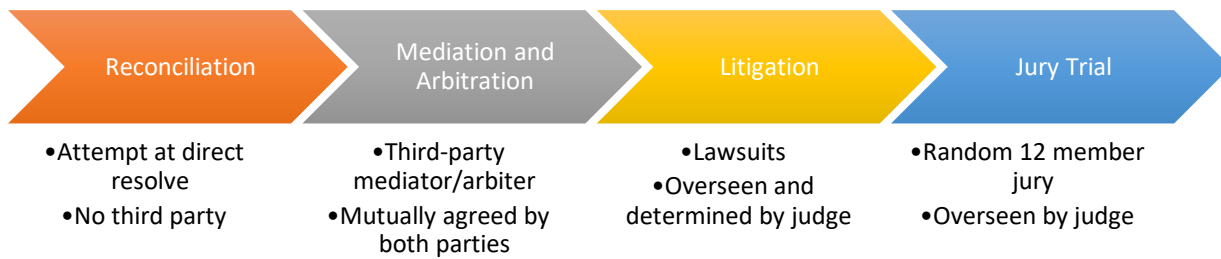 Reconciliation
Mediation and
Arbitration
Litigation
Jury Trial
•Attempt at direct
resolve
•No third party
•Third-party
mediator/arbiter
•Mutually agreed by
both parties
•Lawsuits
•Overseen and
determined by judge
•Random 12 member
jury
•Overseen by judge